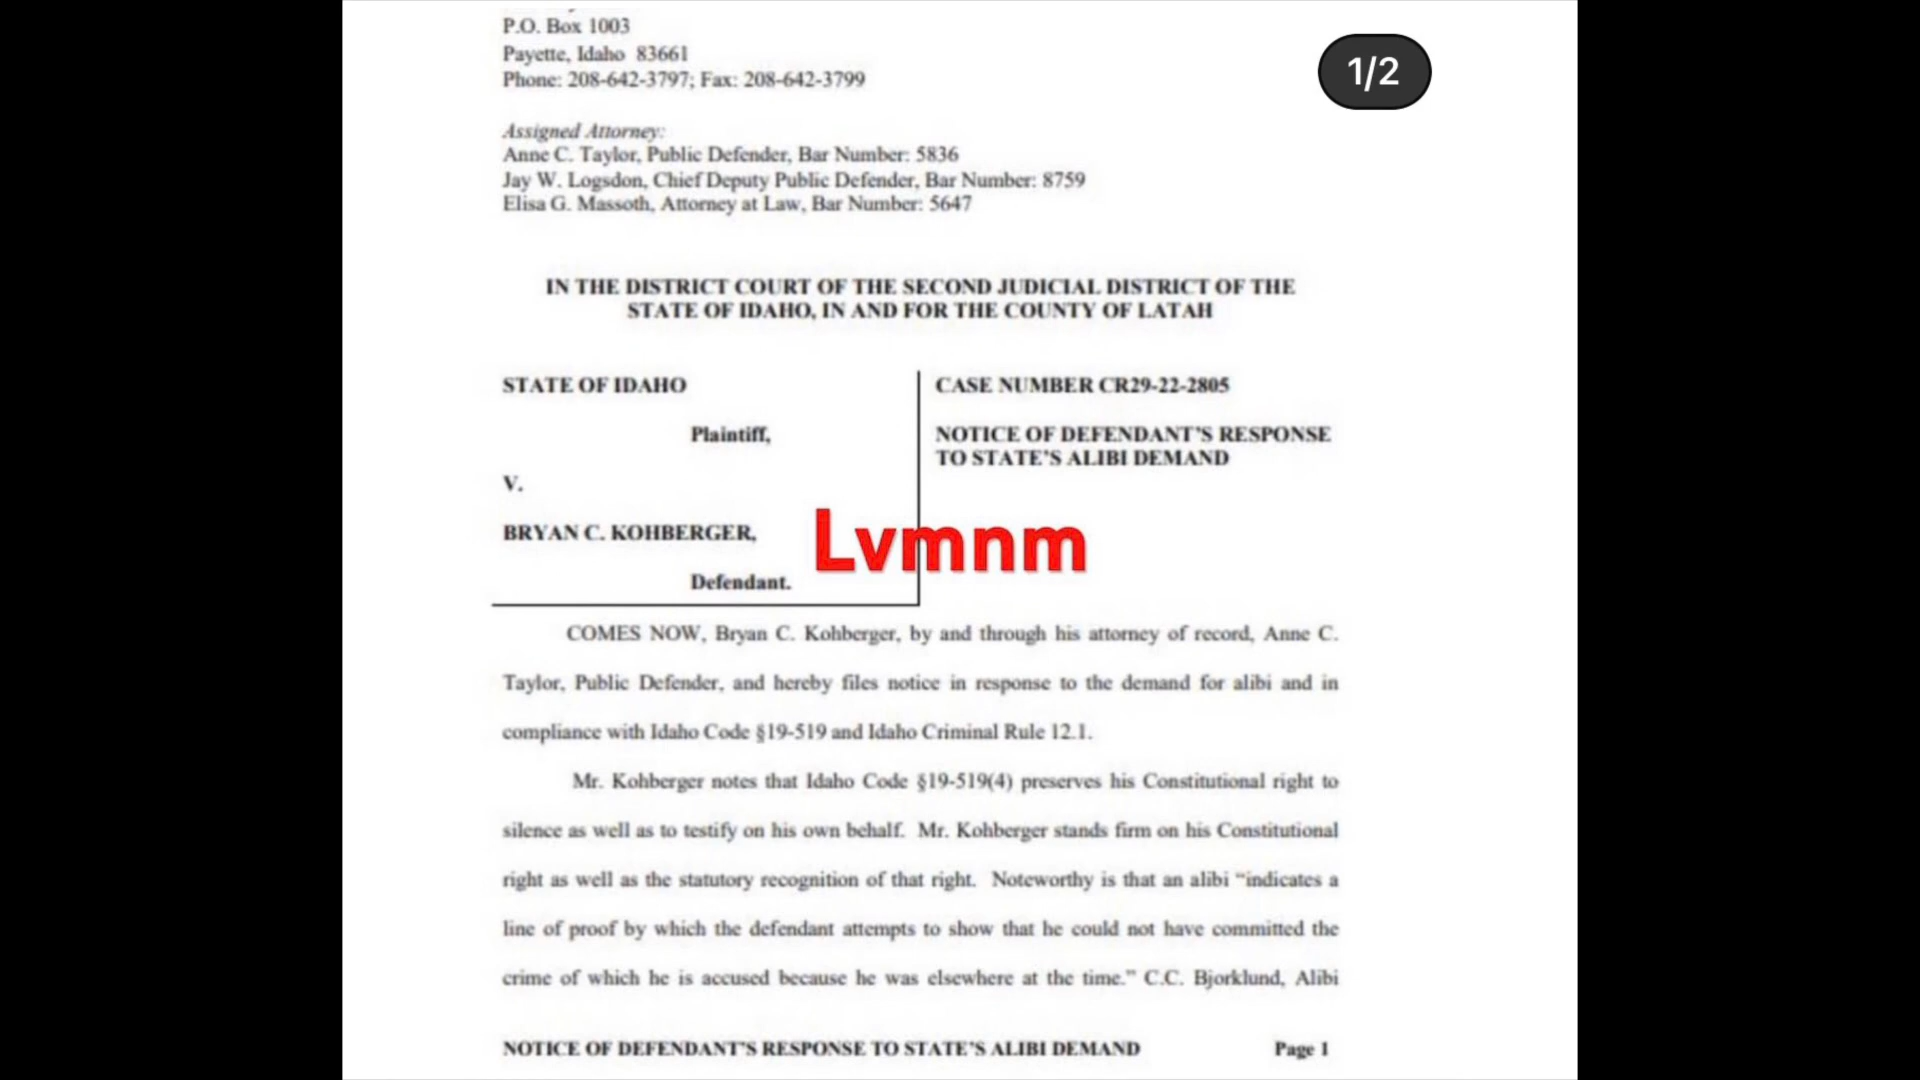 P.O. Box 1003
Payette, Idaho 83661
Phone: 208-642-3797; Fax: 208-642-3799
1/2
Assigned Attorney:
Anne C. Taylor, Public Defender, Bar Number: 5836
Jay W. Logsdon, Chief Deputy Public Defender, Bar Number: 8759
Elisa G. Massoth, Attorney at Law, Bar Number: 5647
IN THE DISTRICT COURT OF THE SECOND JUDICIAL DISTRICT OF THE
STATE OF IDAHO, IN AND FOR THE COUNTY OF LATAH
STATE OF IDAHO
Plaintiff,
V.
BRYAN C. KOHBERGER,
Defendant.
CASE NUMBER CR29-22-2805
NOTICE OF DEFENDANT'S RESPONSE
TO STATE'S ALIBI DEMAND
Lvmnm
COMES NOW, Bryan C. Kohberger, by and through his attorney of record, Anne C.
Taylor, Public Defender, and hereby files notice in response to the demand for alibi and in
compliance with Idaho Code §19-519 and Idaho Criminal Rule 12.1.
Mr. Kohberger notes that Idaho Code §19-519(4) preserves his Constitutional right to
silence as well as to testify on his own behalf. Mr. Kohberger stands firm on his Constitutional
right as well as the statutory recognition of that right. Noteworthy is that an alibi “indicates a
line of proof by which the defendant attempts to show that he could not have committed the
crime of which he is accused because he was elsewhere at the time.” C.C. Bjorklund, Alibi
NOTICE OF DEFENDANT'S RESPONSE TO STATE'S ALIBI DEMAND Page 1